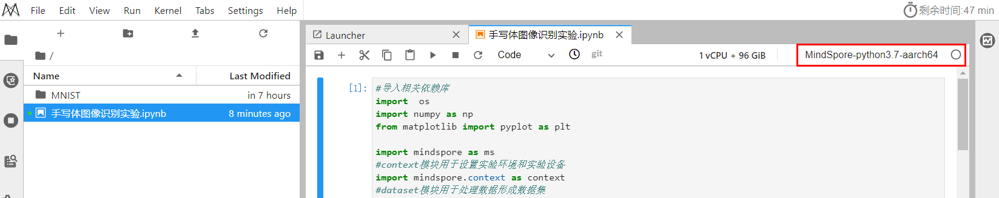 File Edit View Run Kernel Tabs Settings Help
剩余时间:47 min
/
Name Last Modified
MNIST in 7 hours
手写体图像识别实验.ipynb 8 minutes ago
Launcher
手写体图像识别实验.ipynb
Code
git
1 vCPU + 96 GiB
MindSpore-python3.7-aarch64
[1]: #导入相关依赖库
import  os
import numpy as np
from matplotlib import pyplot as plt
import mindspore as ms
#context模块用于设置实验环境和实验设备
import mindspore.context as context
#dataset模块用于处理数据形成数据集